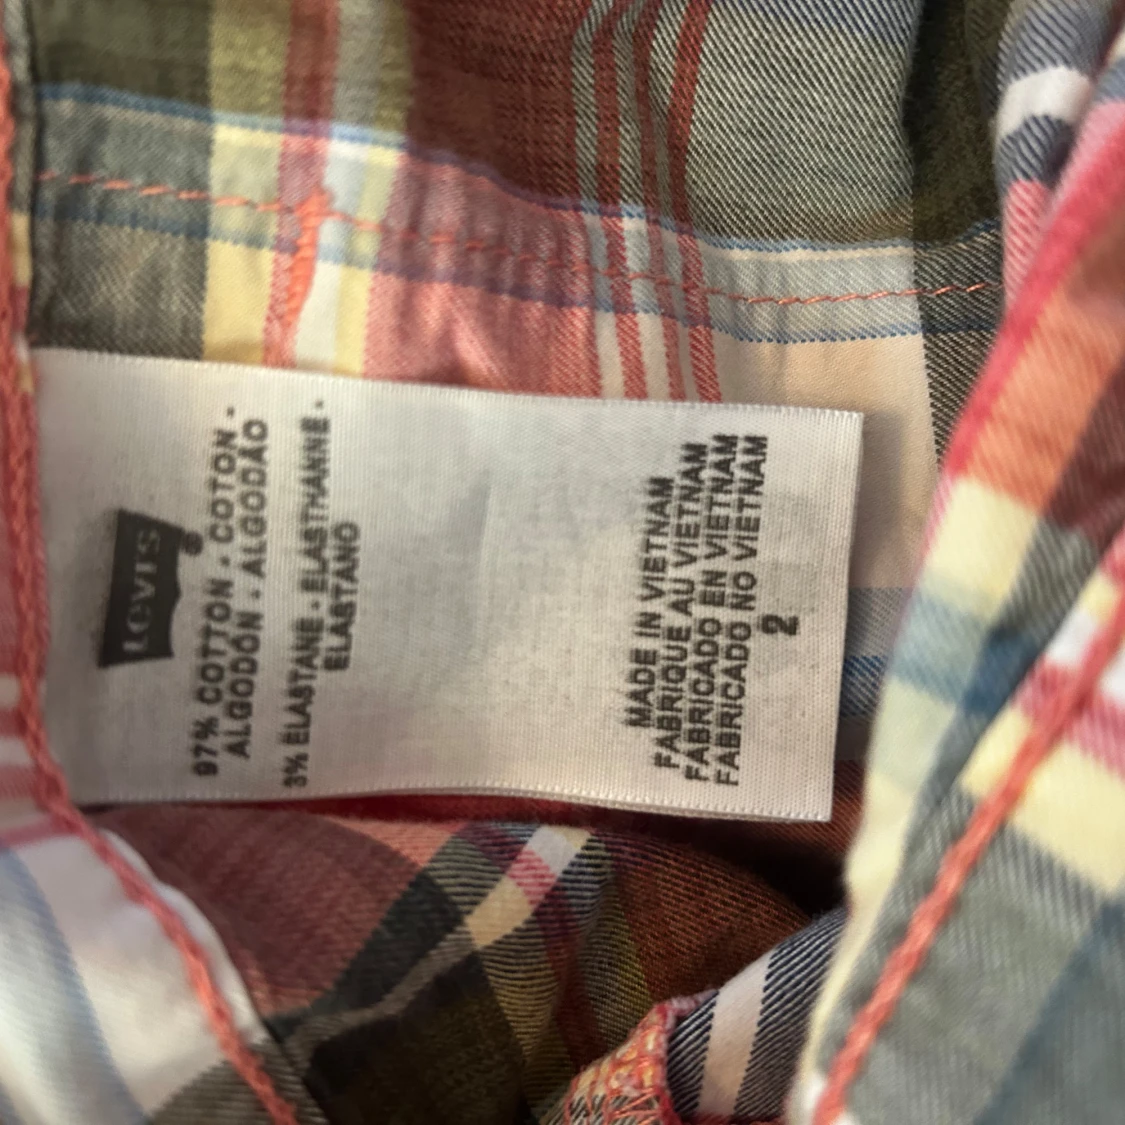 Levi's
®
97% COTTON - COTON -
ALGODÓN - ALGODÃO
3% ELASTANE - ELASTHANNE -
ELASTANO
MADE IN VIETNAM
FABRIQUE AU VIETNAM
FABRICADO EN VIETNAM
FABRICADO NO VIETNAM
2